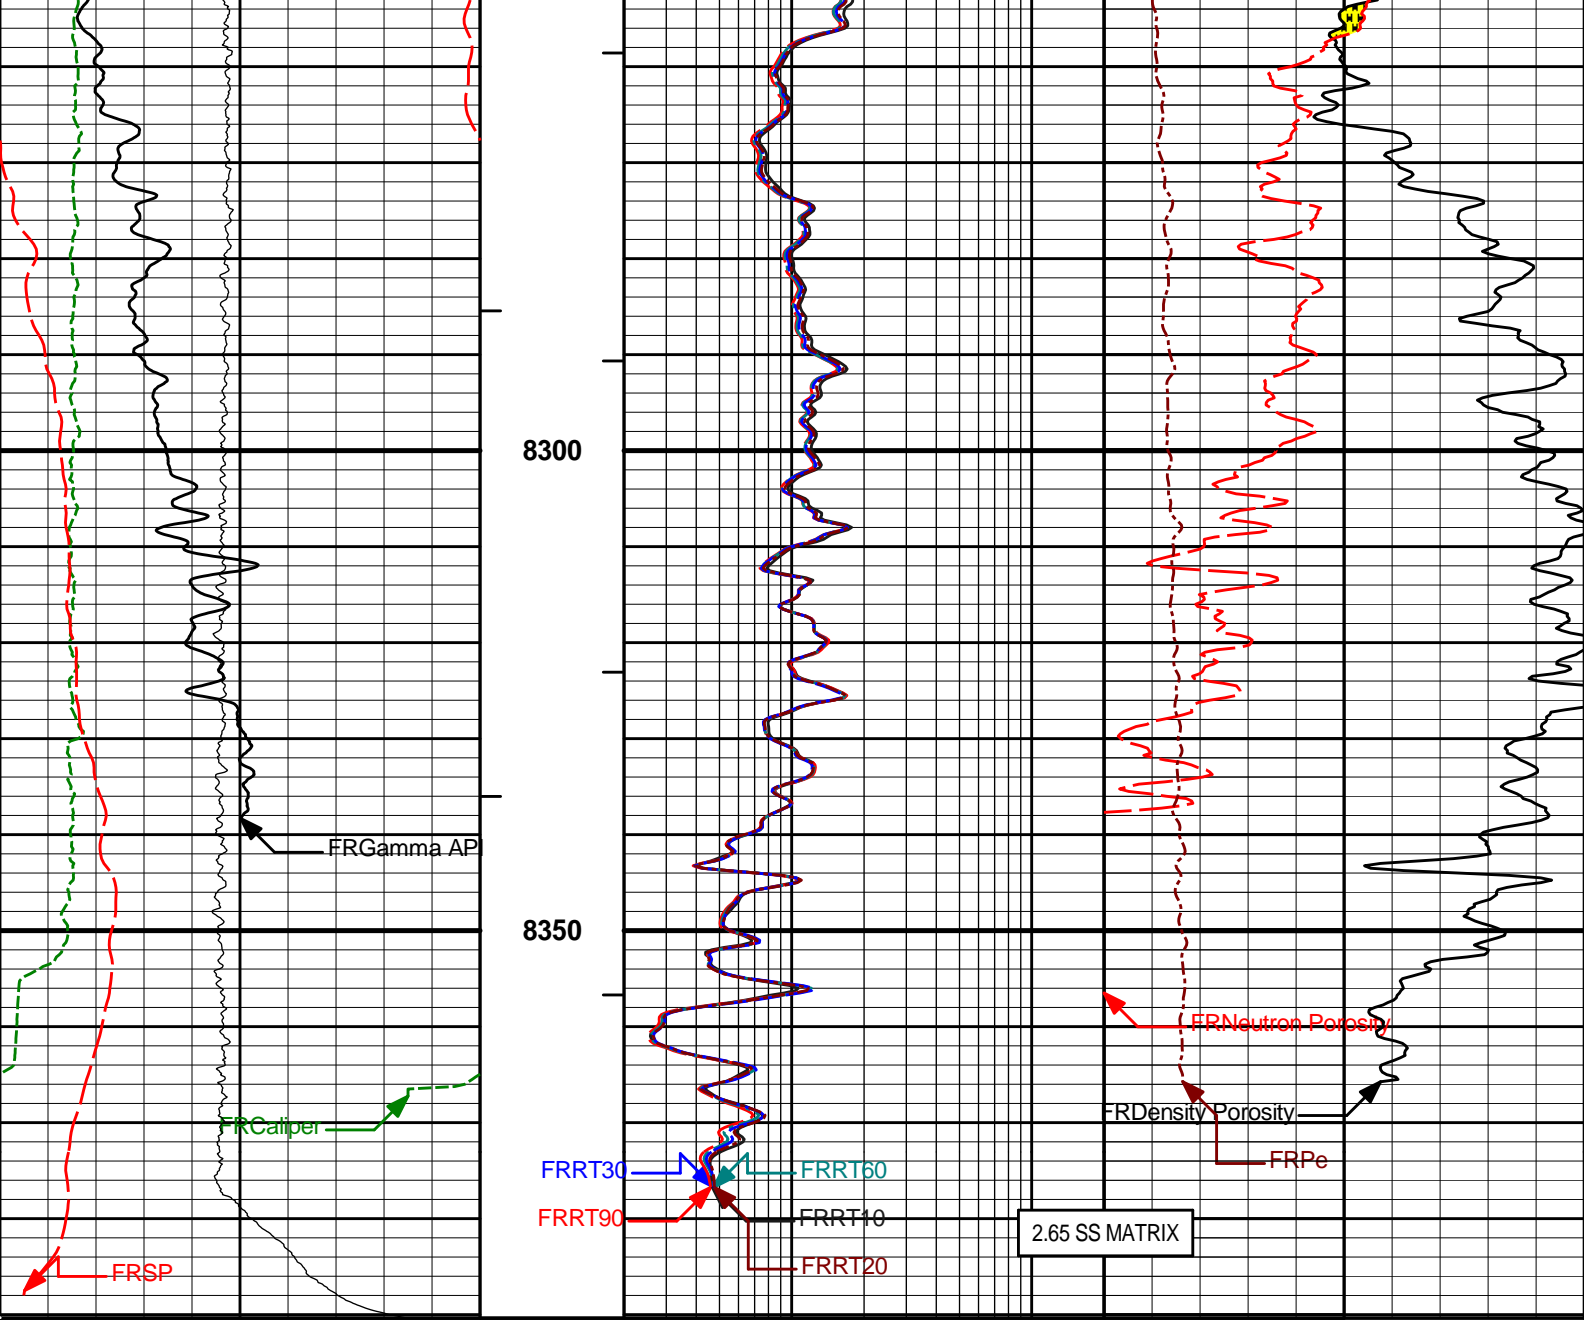 8300
FRGamma API
8350
FRNeutron Porosity
FRDensity Porosity
FRCaliper
FRPe
FRRT30
FRRT60
FRRT90
FRRT10
2.65 SS MATRIX
FRRT20
FRSP